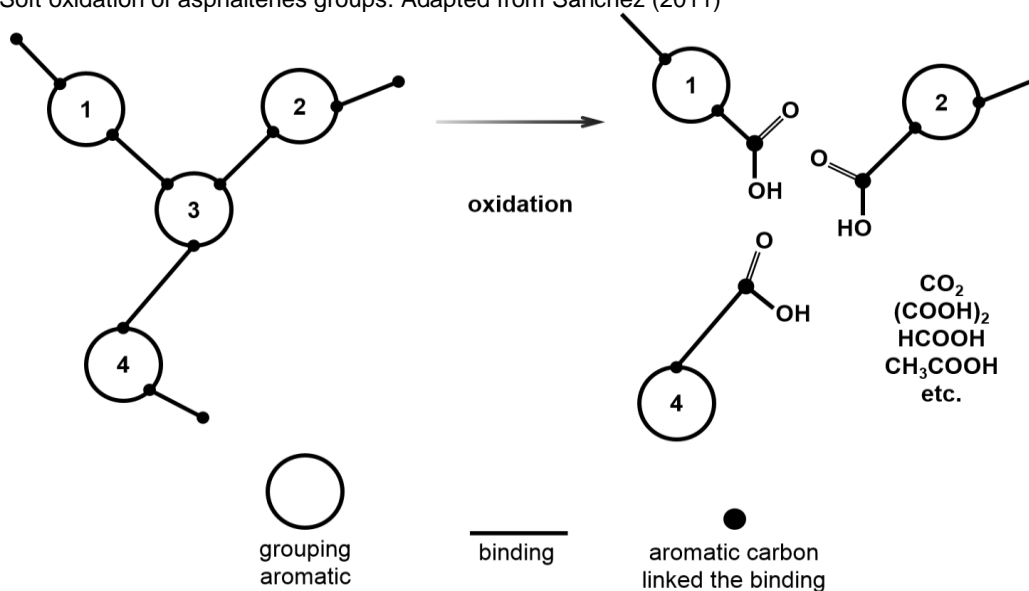 Soft oxidation of asphaltenes groups. Adapted from Sanchez (2011)
1
2
3
4
oxidation
1
O
OH
2
O
HO
O
OH
4
CO₂
(COOH)₂
HCOOH
CH₃COOH
etc.
grouping
aromatic
binding
aromatic carbon
linked the binding